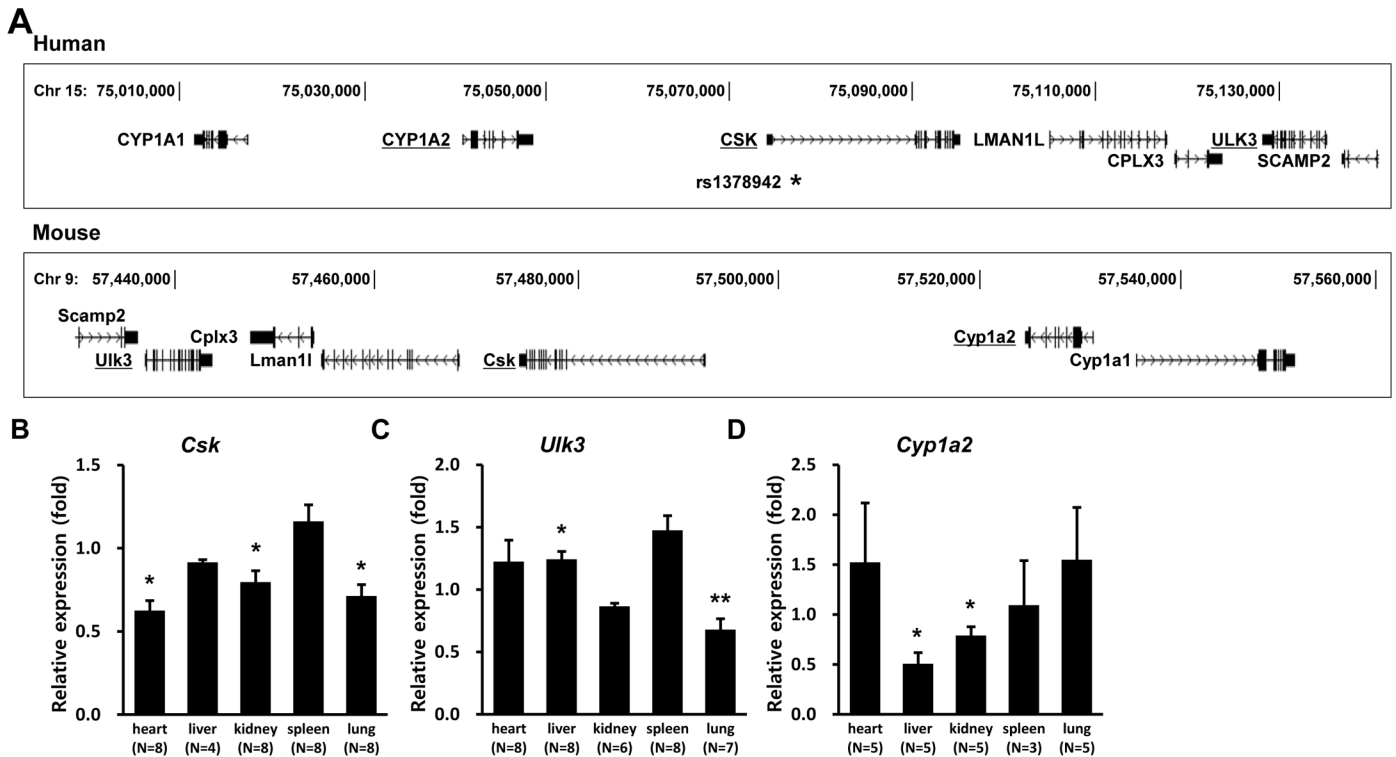 A
Human
Chr 15: 75,010,000 75,030,000 75,050,000 75,070,000 75,090,000 75,110,000 75,130,000
CYP1A1 CYP1A2 CSK LMAN1L ULK3
CPLX3 SCAMP2
rs1378942 *
Mouse
Chr 9: 57,440,000 57,460,000 57,480,000 57,500,000 57,520,000 57,540,000 57,560,000
Scamp2 Cplx3 Cyp1a2
Ulk3 Lman1l Csk Cyp1a1
B
Csk
Relative expression (fold)
1.5
1.0
0.5
0.0
* * *
heart liver kidney spleen lung
(N=8) (N=4) (N=8) (N=8) (N=8)
C
Ulk3
Relative expression (fold)
2.0
1.5
1.0
0.5
0.0
* **
heart liver kidney spleen lung
(N=8) (N=8) (N=6) (N=8) (N=7)
D
Cyp1a2
Relative expression (fold)
2.5
2.0
1.5
1.0
0.5
0.0
* *
heart liver kidney spleen lung
(N=5) (N=5) (N=5) (N=3) (N=5)